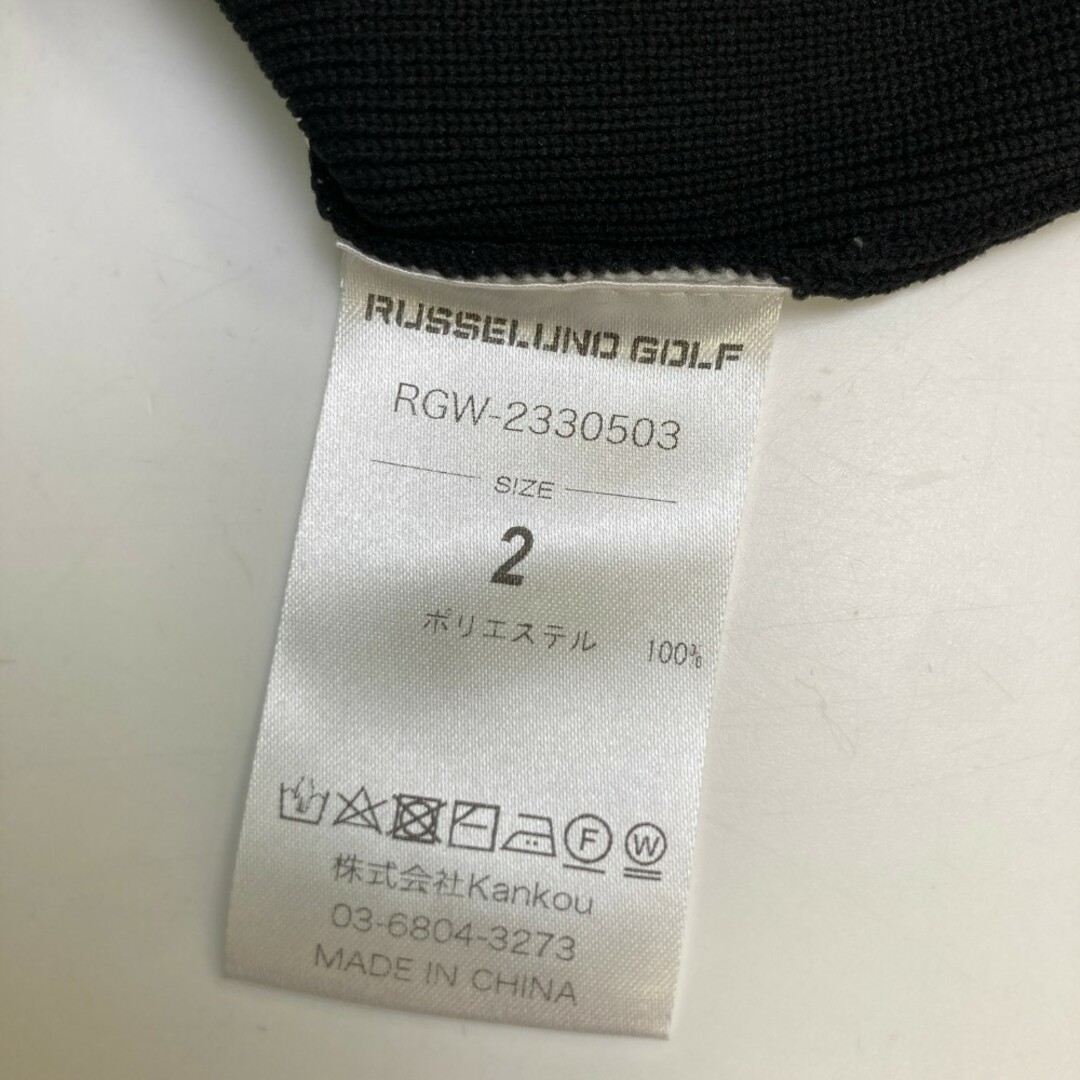 RUSSELUNO GOLF
RGW-2330503
SIZE
2
ポリエステル 100%
F W
株式会社Kankou
03-6804-3273
MADE IN CHINA